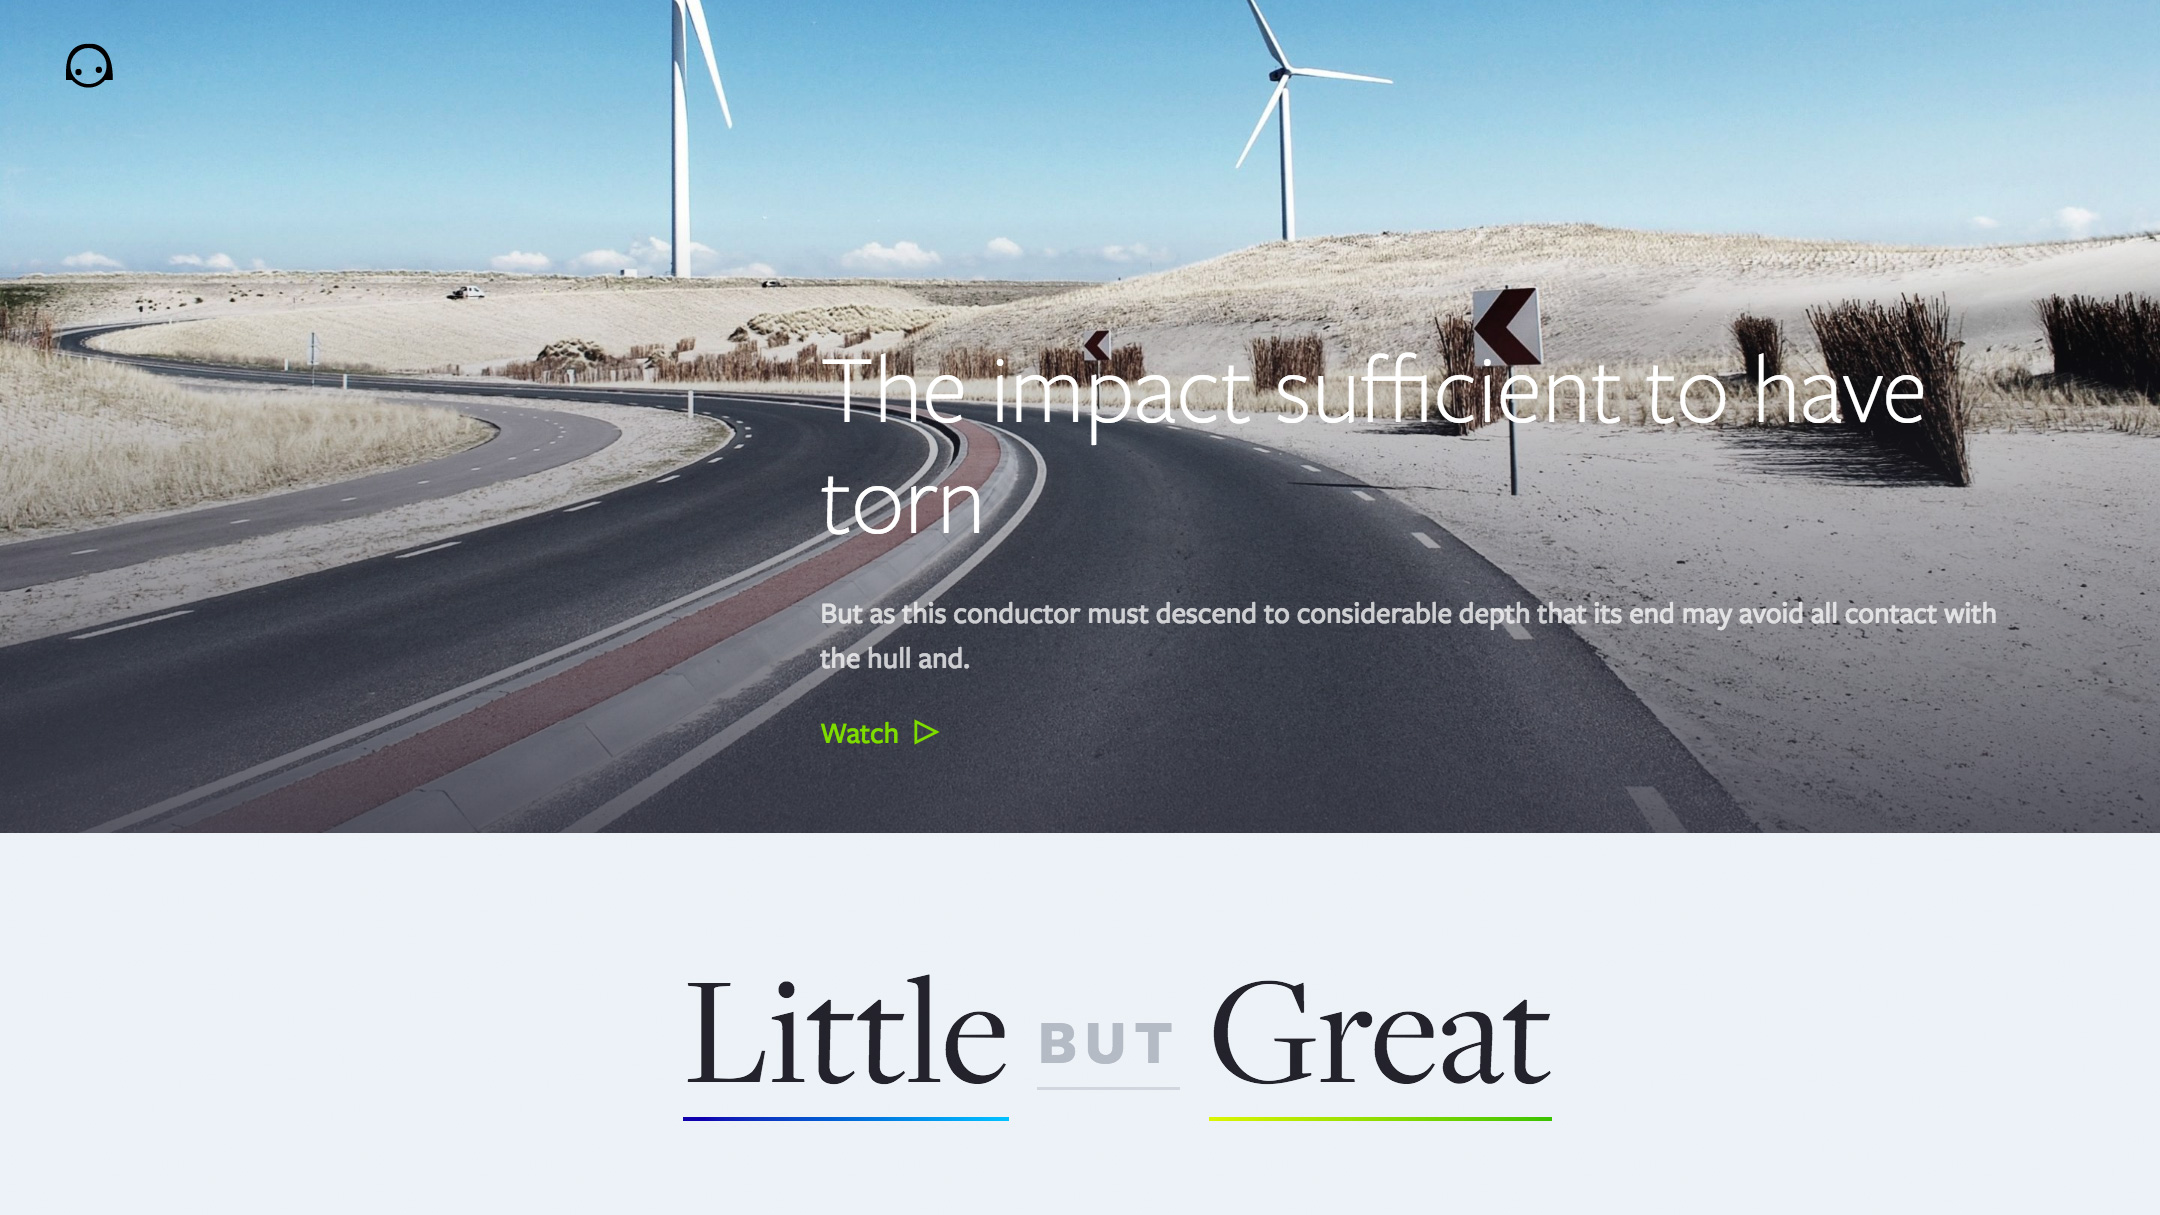 The impact sufficient to have
torn
But as this conductor must descend to considerable depth that its end may avoid all contact with
the hull and.
Watch
Little BUT Great